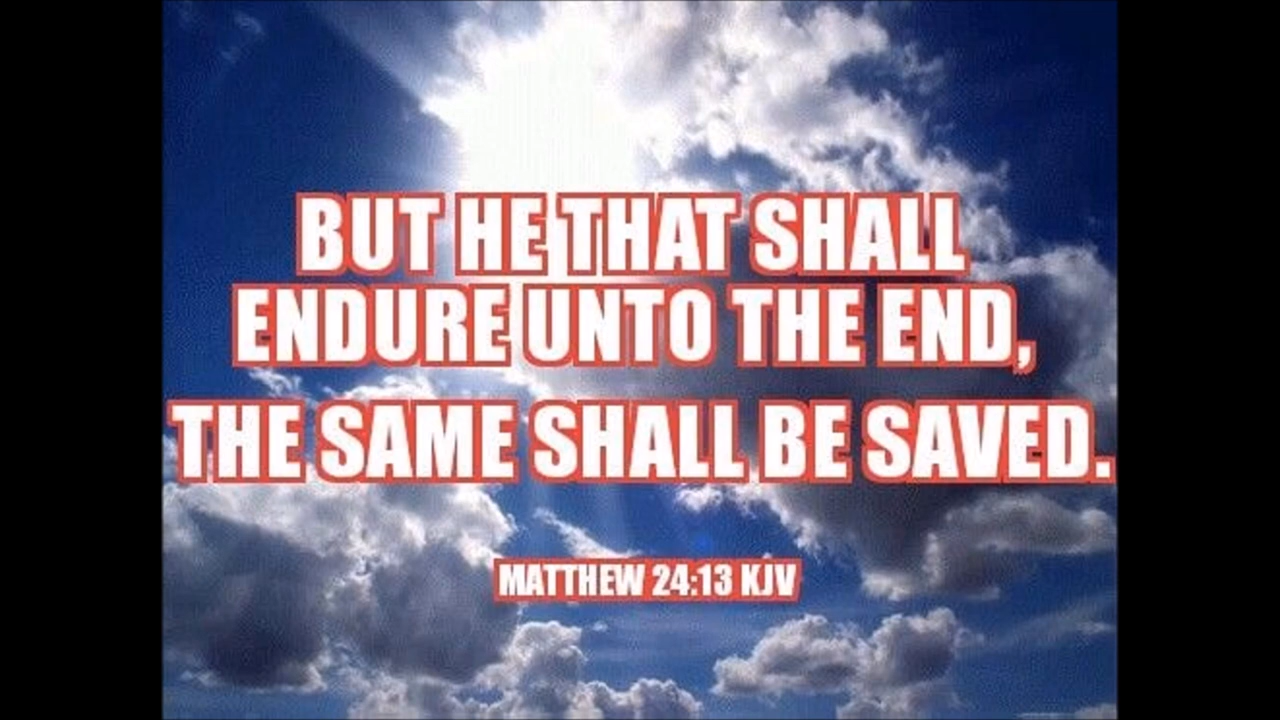 BUT HE THAT SHALL
ENDURE UNTO THE END,
THE SAME SHALL BE SAVED.
MATTHEW 24:13 KJV